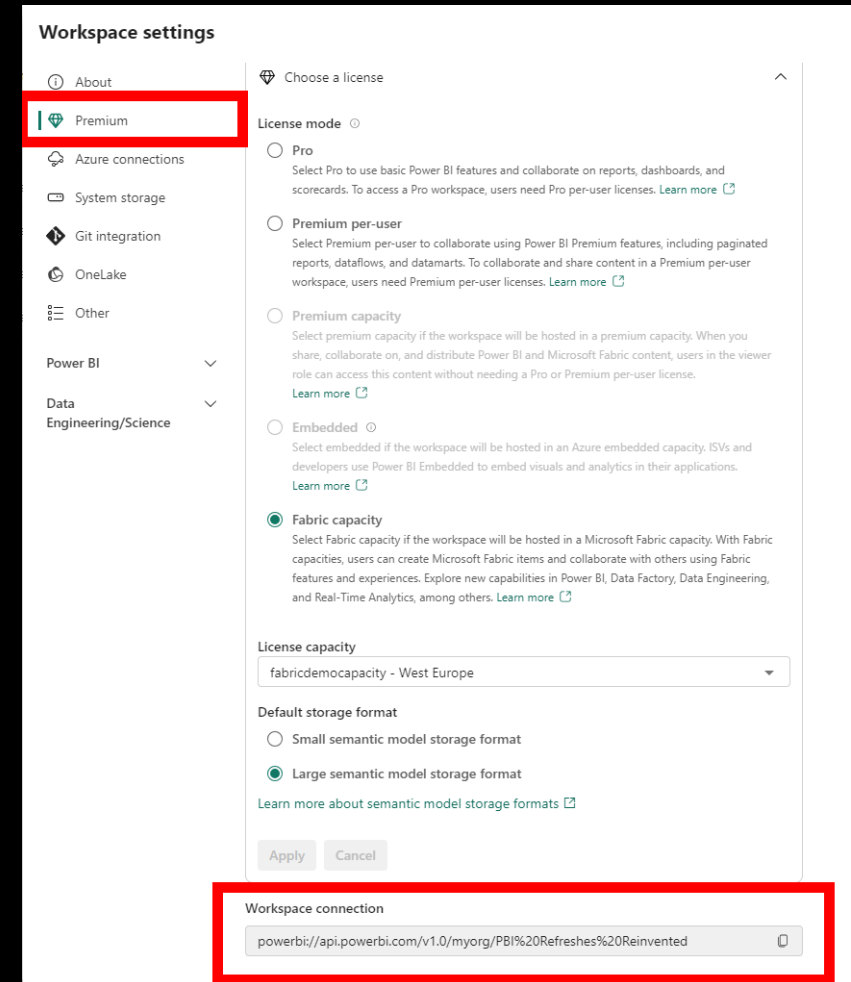 Workspace settings
About
Premium
Azure connections
System storage
Git integration
OneLake
Other
Power BI
Data
Engineering/Science
Choose a license
License mode
Pro
Select Pro to use basic Power BI features and collaborate on reports, dashboards, and
scorecards. To access a Pro workspace, users need Pro per-user licenses. Learn more
Premium per-user
Select Premium per-user to collaborate using Power BI Premium features, including paginated
reports, dataflows, and datamarts. To collaborate and share content in a Premium per-user
workspace, users need Premium per-user licenses. Learn more
Premium capacity
Select premium capacity if the workspace will be hosted in a premium capacity. When you
share, collaborate on, and distribute Power BI and Microsoft Fabric content, users in the viewer
role can access this content without needing a Pro or Premium per-user license.
Learn more
Embedded
Select embedded if the workspace will be hosted in an Azure embedded capacity. ISVs and
developers use Power BI Embedded to embed visuals and analytics in their applications.
Learn more
Fabric capacity
Select Fabric capacity if the workspace will be hosted in a Microsoft Fabric capacity. With Fabric
capacities, users can create Microsoft Fabric items and collaborate with others using Fabric
features and experiences. Explore new capabilities in Power BI, Data Factory, Data Engineering,
and Real-Time Analytics, among others. Learn more
License capacity
fabricdemocapacity - West Europe
Default storage format
Small semantic model storage format
Large semantic model storage format
Learn more about semantic model storage formats
Apply Cancel
Workspace connection
powerbi://api.powerbi.com/v1.0/myorg/PBI%20Refreshes%20Reinvented